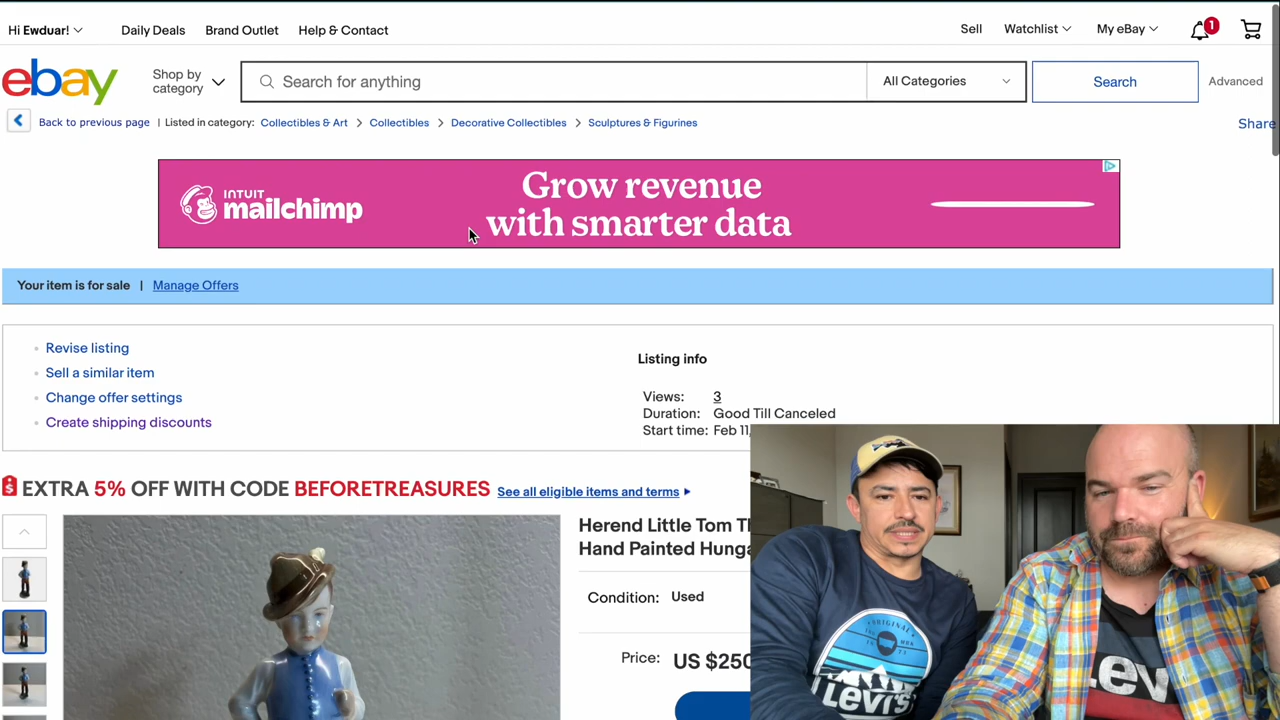 Hi Ewduar!
Daily Deals
Brand Outlet
Help & Contact
Sell
Watchlist
My eBay
1
ebay
Shop by
category
Search for anything
All Categories
Search
Advanced
Back to previous page | Listed in category: Collectibles & Art > Collectibles > Decorative Collectibles > Sculptures & Figurines
Share
INTUIT
mailchimp
Grow revenue
with smarter data
Your item is for sale | Manage Offers
Revise listing
Sell a similar item
Change offer settings
Create shipping discounts
Listing info
Views: 3
Duration: Good Till Canceled
Start time: Feb 11,
EXTRA 5% OFF WITH CODE BEFORETREASURES See all eligible items and terms
Herend Little Tom
Hand Painted
Condition: Used
Price: US $250
ORIGINAL
Levi's
Lev